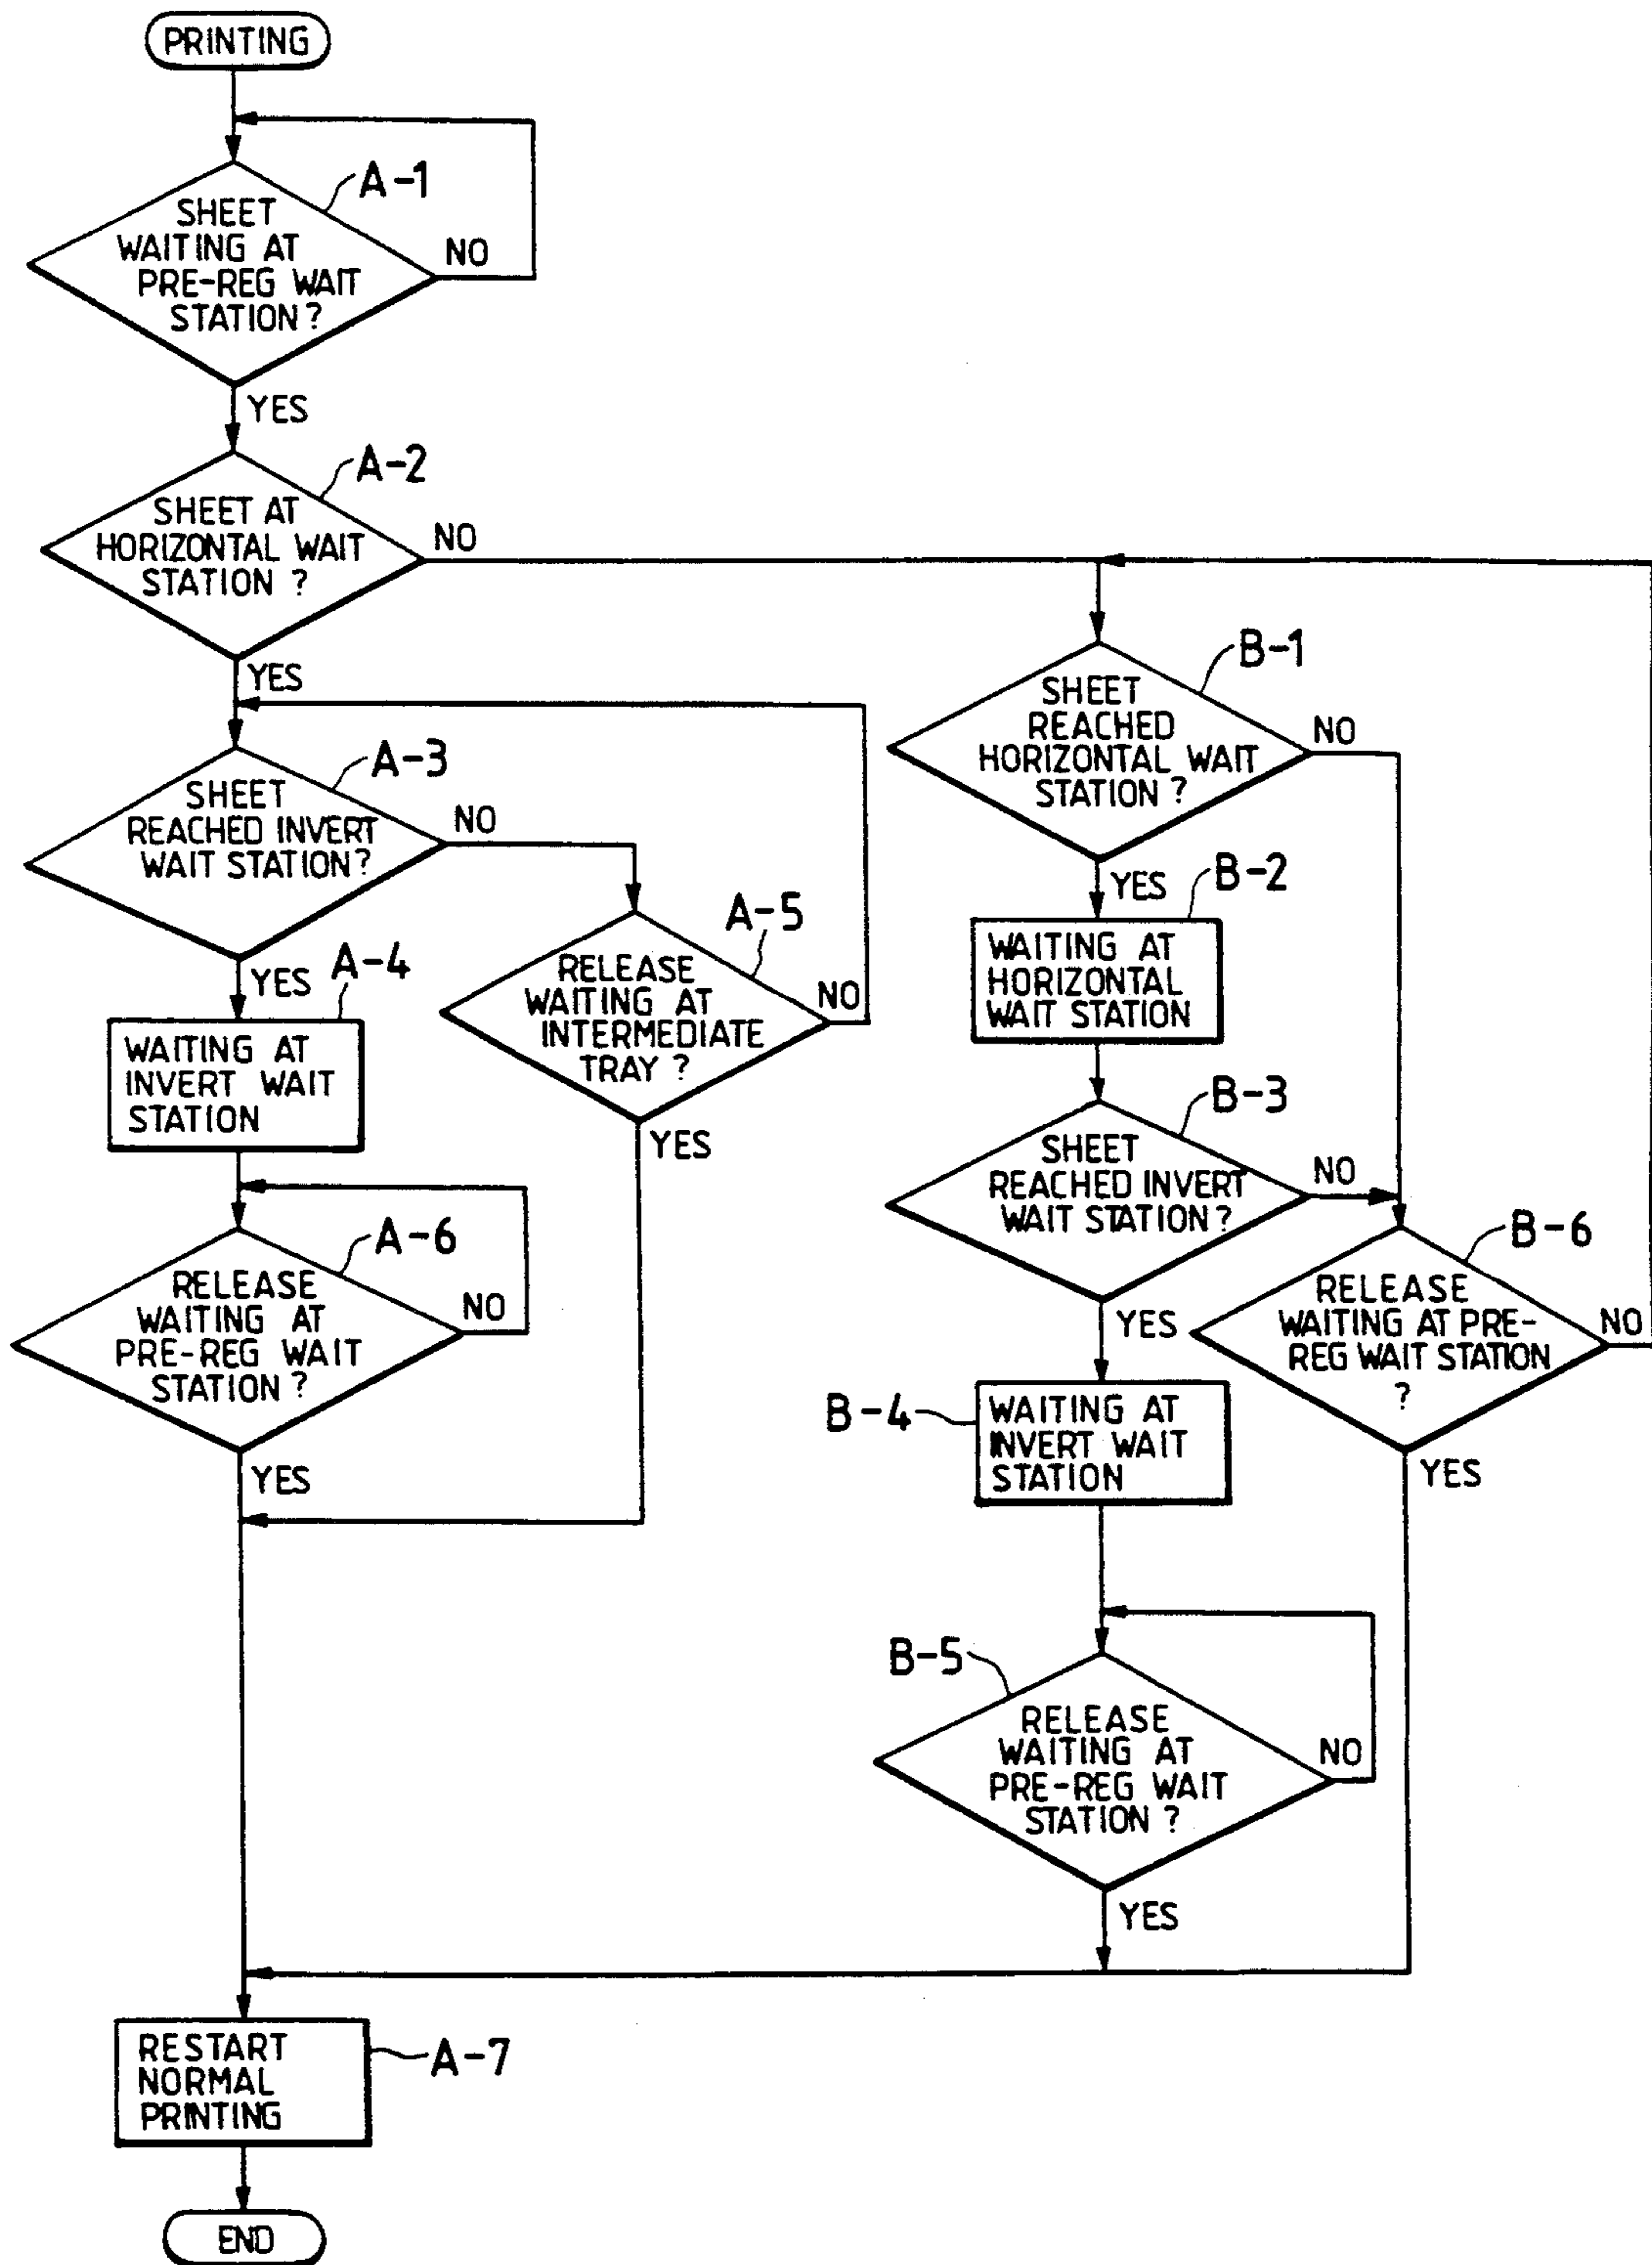 PRINTING
A-1
SHEET
WAITING AT
PRE-REG WAIT
STATION?
NO
YES
A-2
SHEET AT
HORIZONTAL WAIT
STATION ?
NO
YES
A-3
SHEET
REACHED INVERT
WAIT STATION?
NO
YES
A-4
WAITING AT
INVERT WAIT
STATION
A-5
RELEASE
WAITING AT
INTERMEDIATE
TRAY ?
NO
YES
A-6
RELEASE
WAITING AT
PRE-REG WAIT
STATION ?
NO
YES
B-1
SHEET
REACHED
HORIZONTAL WAIT
STATION ?
NO
YES
B-2
WAITING AT
HORIZONTAL
WAIT STATION
B-3
SHEET
REACHED INVERT
WAIT STATION?
NO
YES
B-6
RELEASE
WAITING AT PRE-
REG WAIT STATION
?
NO
YES
B-4
WAITING AT
INVERT WAIT
STATION
B-5
RELEASE
WAITING AT
PRE-REG WAIT
STATION ?
NO
YES
RESTART
NORMAL
PRINTING
A-7
END